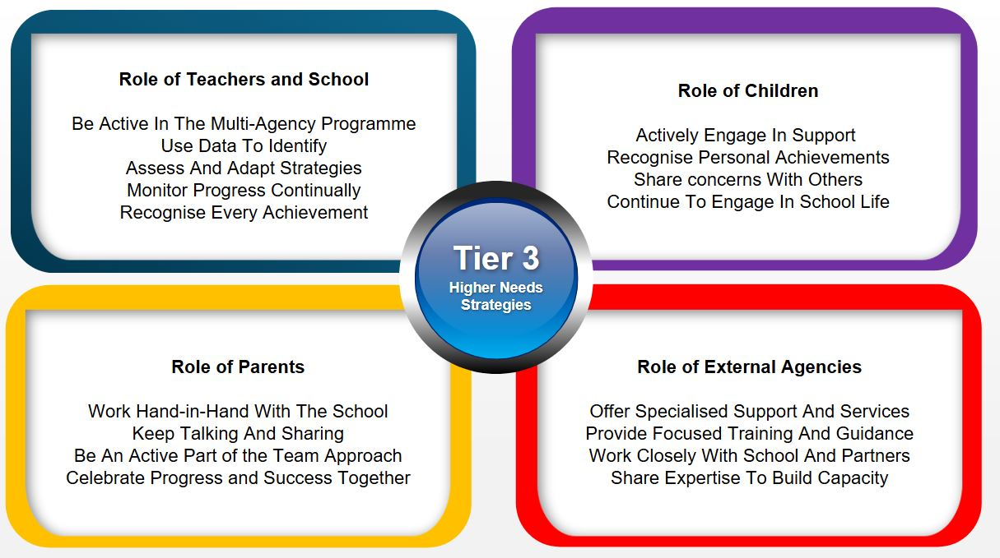 Role of Teachers and School
Be Active In The Multi-Agency Programme
Use Data To Identify
Assess And Adapt Strategies
Monitor Progress Continually
Recognise Every Achievement
Role of Children
Actively Engage In Support
Recognise Personal Achievements
Share concerns With Others
Continue To Engage In School Life
Tier 3
Higher Needs
Strategies
Role of Parents
Work Hand-in-Hand With The School
Keep Talking And Sharing
Be An Active Part of the Team Approach
Celebrate Progress and Success Together
Role of External Agencies
Offer Specialised Support And Services
Provide Focused Training And Guidance
Work Closely With School And Partners
Share Expertise To Build Capacity